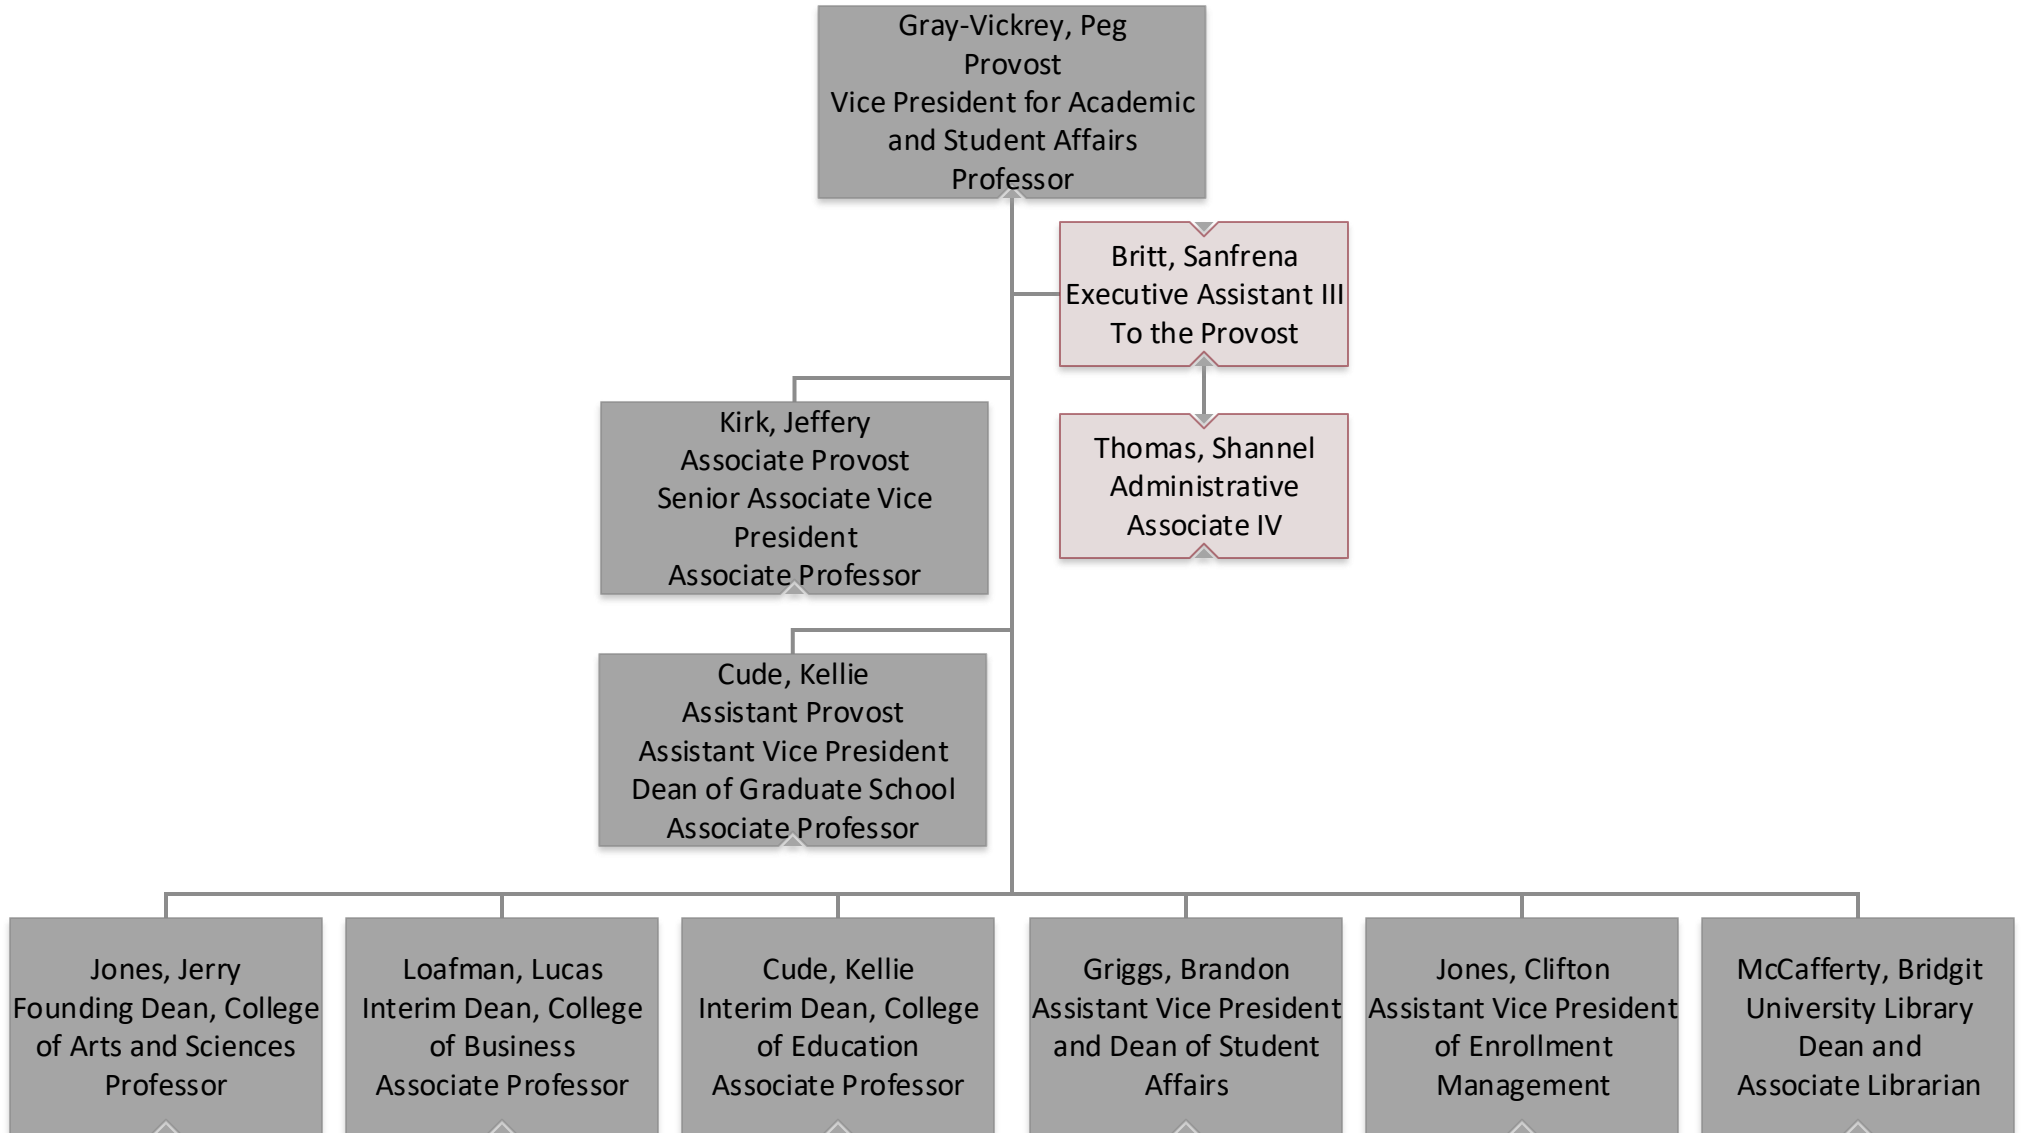 Gray-Vickrey, Peg
Provost
Vice President for Academic
and Student Affairs
Professor
Britt, Sanfrena
Executive Assistant III
To the Provost
Kirk, Jeffery
Associate Provost
Senior Associate Vice
President
Associate Professor
Thomas, Shannel
Administrative
Associate IV
Cude, Kellie
Assistant Provost
Assistant Vice President
Dean of Graduate School
Associate Professor
Jones, Jerry
Founding Dean, College
of Arts and Sciences
Professor
Loafman, Lucas
Interim Dean, College
of Business
Associate Professor
Cude, Kellie
Interim Dean, College
of Education
Associate Professor
Griggs, Brandon
Assistant Vice President
and Dean of Student
Affairs
Jones, Clifton
Assistant Vice President
of Enrollment
Management
McCafferty, Bridgit
University Library
Dean and
Associate Librarian